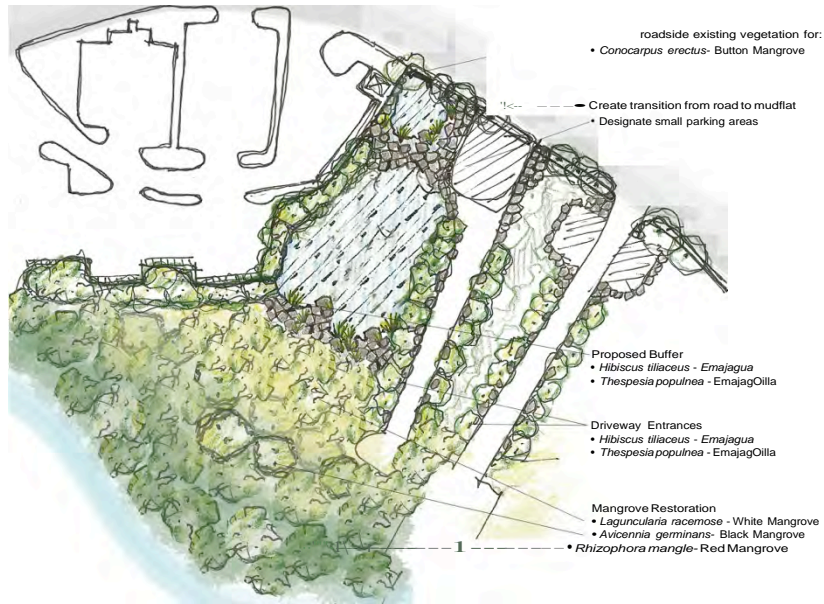 roadside existing vegetation for:
• Conocarpus erectus- Button Mangrove
'!<-- – – – – –• Create transition from road to mudflat
• Designate small parking areas
Proposed Buffer
• Hibiscus tiliaceus - Emajagua
• Thespesia populnea - EmajagOilla
Driveway Entrances
• Hibiscus tiliaceus - Emajagua
• Thespesia populnea - EmajagOilla
Mangrove Restoration
• Laguncularia racemose - White Mangrove
• Avicennia germinans- Black Mangrove
– – –1 – – – – – – – – • Rhizophora mangle- Red Mangrove